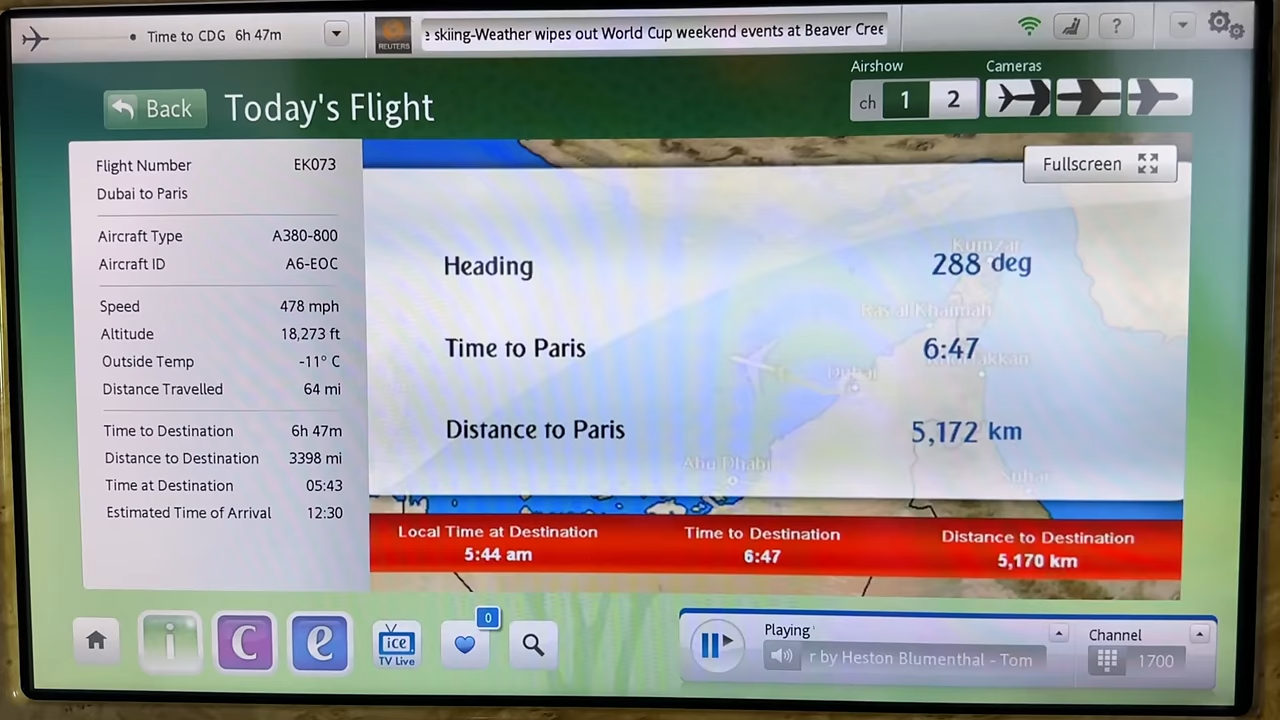 Time to CDG 6h 47m
REUTERS
e skiing-Weather wipes out World Cup weekend events at Beaver Cree
?
Back
Today's Flight
Airshow
ch 1 2
Cameras
Flight Number EK073
Dubai to Paris
Aircraft Type A380-800
Aircraft ID A6-EOC
Speed 478 mph
Altitude 18,273 ft
Outside Temp -11° C
Distance Travelled 64 mi
Time to Destination 6h 47m
Distance to Destination 3398 mi
Time at Destination 05:43
Estimated Time of Arrival 12:30
Fullscreen
Kumzar
Heading 288 deg
Ras al Khaimah
Time to Paris 6:47
Dubai
Distance to Paris 5,172 km
Abu Dhabi
Suhar
Local Time at Destination
5:44 am
Time to Destination
6:47
Distance to Destination
5,170 km
i
C
e
ice
TV Live
0
Playing
r by Heston Blumenthal - Tom
Channel
1700